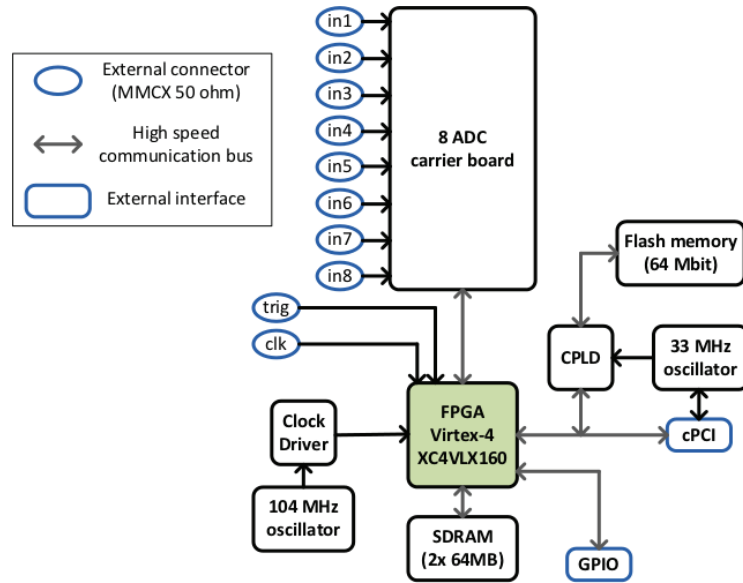 External connector
(MMCX 50 ohm)
High speed
communication bus
External interface
in1
in2
in3
in4
in5
in6
in7
in8
8 ADC
carrier board
trig
clk
Flash memory
(64 Mbit)
CPLD
33 MHz
oscillator
cPCI
Clock
Driver
104 MHz
oscillator
FPGA
Virtex-4
XC4VLX160
SDRAM
(2x 64MB)
GPIO